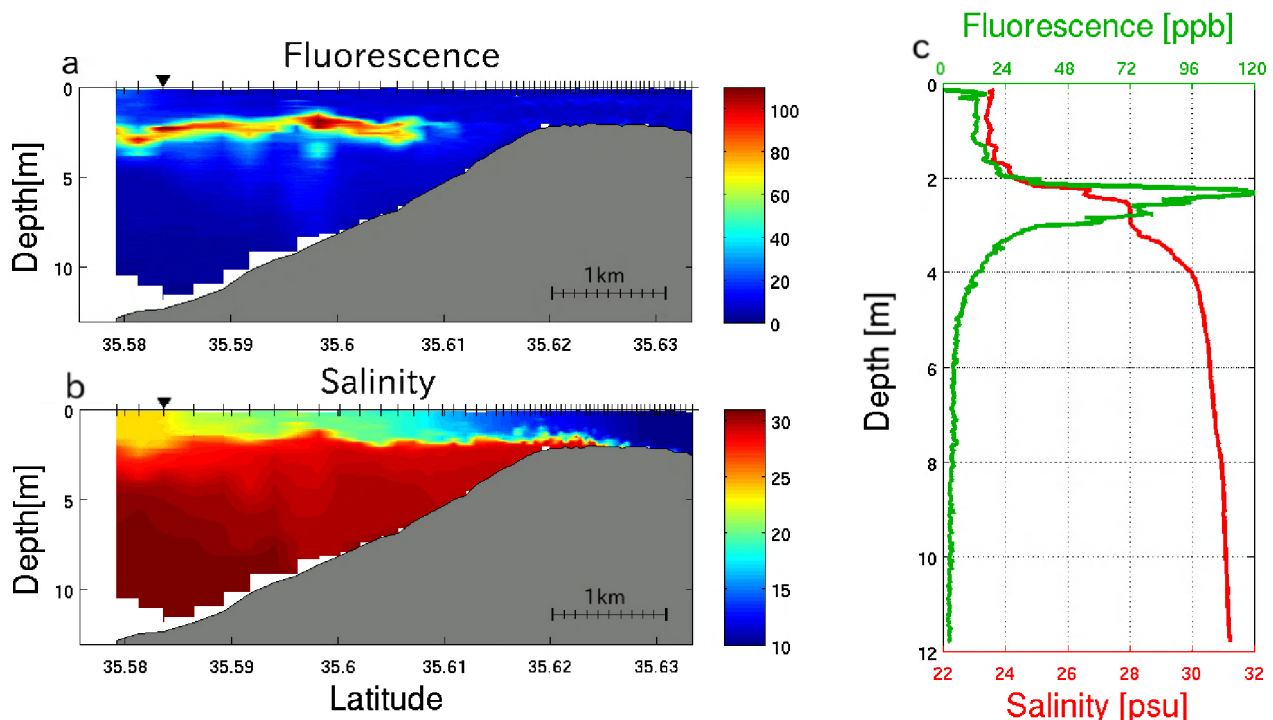 a
Fluorescence
0
5
10
Depth[m]
1km
35.58 35.59 35.6 35.61 35.62 35.63
100
80
60
40
20
0
b
Salinity
0
5
10
Depth[m]
1km
35.58 35.59 35.6 35.61 35.62 35.63
Latitude
30
25
20
15
10
c
Fluorescence [ppb]
0 24 48 72 96 120
0
2
4
6
8
10
12
Depth [m]
22 24 26 28 30 32
Salinity [psu]